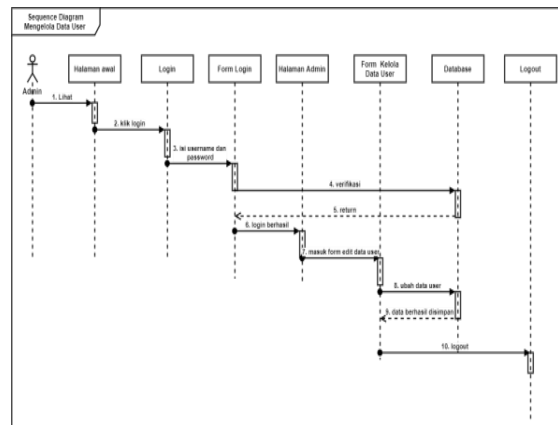 Sequence Diagram
Mengelola Data User
Admin
Halaman awal
Login
Form Login
Halaman Admin
Form Kelola
Data User
Database
Logout
1. Lihat
2. klik login
3. isi username dan
password
4. verifikasi
5. return
6. login berhasil
7. masuk form edit data user
8. ubah data user
9. data berhasil disimpan
10. logout